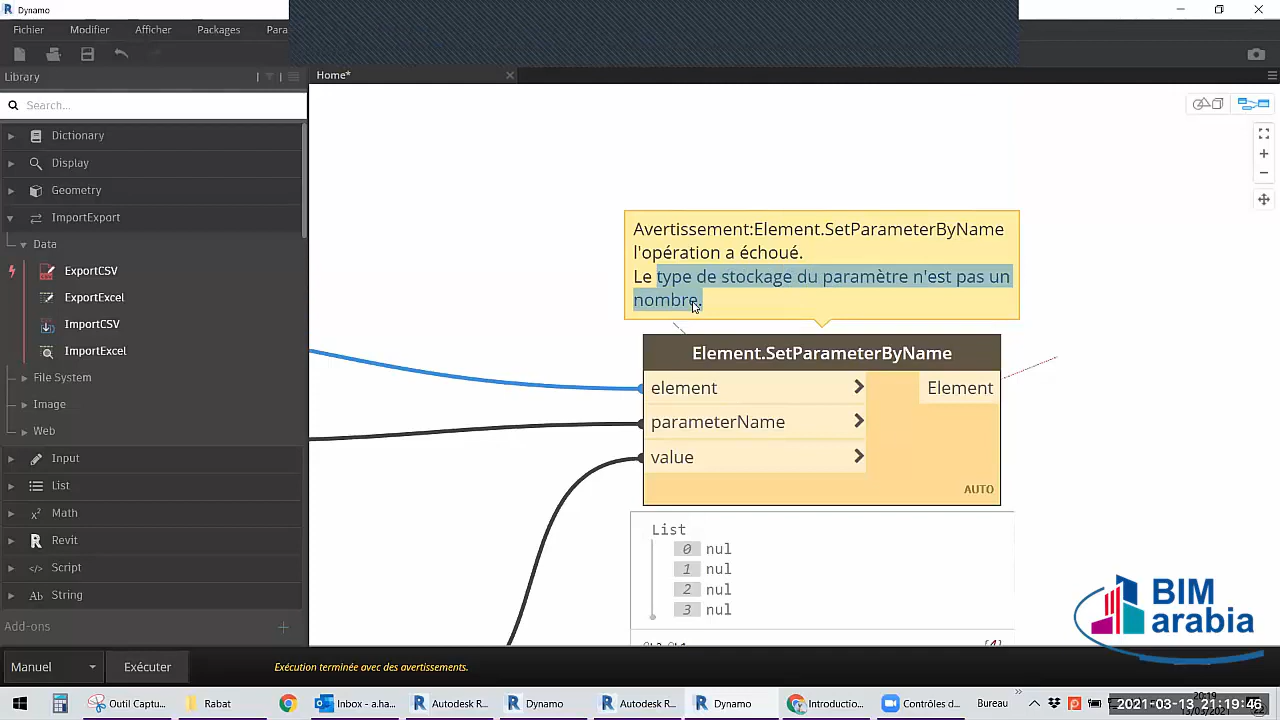 Dynamo
Fichier Modifier Afficher Packages Para
Library
Home*
Search...
Dictionary
Display
Geometry
ImportExport
Data
ExportCSV
ExportExcel
ImportCSV
ImportExcel
File System
Image
Web
Input
List
Math
Revit
Script
String
Add-ons
Avertissement:Element.SetParameterByName
l'opération a échoué.
Le type de stockage du paramètre n'est pas un
nombre.
Element.SetParameterByName
element
Element
parameterName
value
AUTO
List
0 nul
1 nul
2 nul
3 nul
BIM
arabia
Manuel
Exécuter
Exécution terminée avec des avertissements.
Outil Captu...
Rabat
Inbox - iha...
Autodesk R...
Dynamo
Autodesk R...
Dynamo
Introductio...
Contrôles d...
Bureau
20:19
2021-03-13 21:19:46